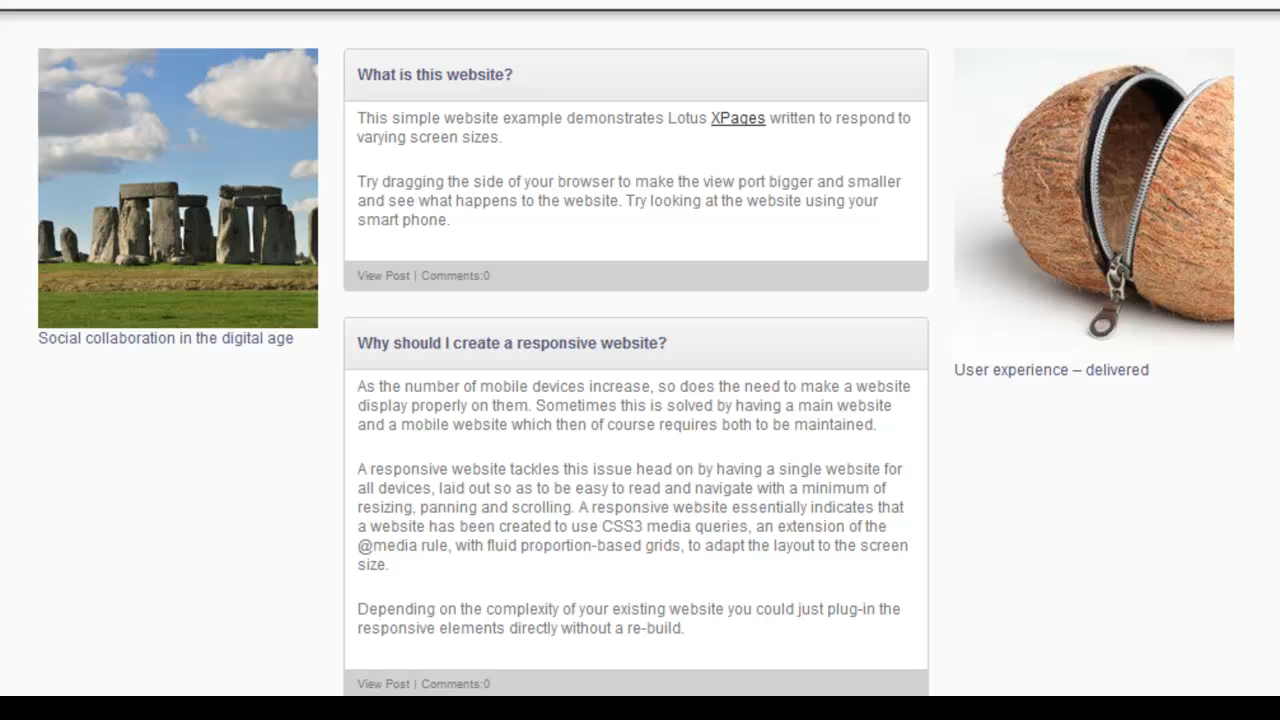 What is this website?
This simple website example demonstrates Lotus XPages written to respond to
varying screen sizes.
Try dragging the side of your browser to make the view port bigger and smaller
and see what happens to the website. Try looking at the website using your
smart phone.
View Post | Comments:0
Social collaboration in the digital age
User experience – delivered
Why should I create a responsive website?
As the number of mobile devices increase, so does the need to make a website
display properly on them. Sometimes this is solved by having a main website
and a mobile website which then of course requires both to be maintained.
A responsive website tackles this issue head on by having a single website for
all devices, laid out so as to be easy to read and navigate with a minimum of
resizing, panning and scrolling. A responsive website essentially indicates that
a website has been created to use CSS3 media queries, an extension of the
@media rule, with fluid proportion-based grids, to adapt the layout to the screen
size.
Depending on the complexity of your existing website you could just plug-in the
responsive elements directly without a re-build.
View Post | Comments:0